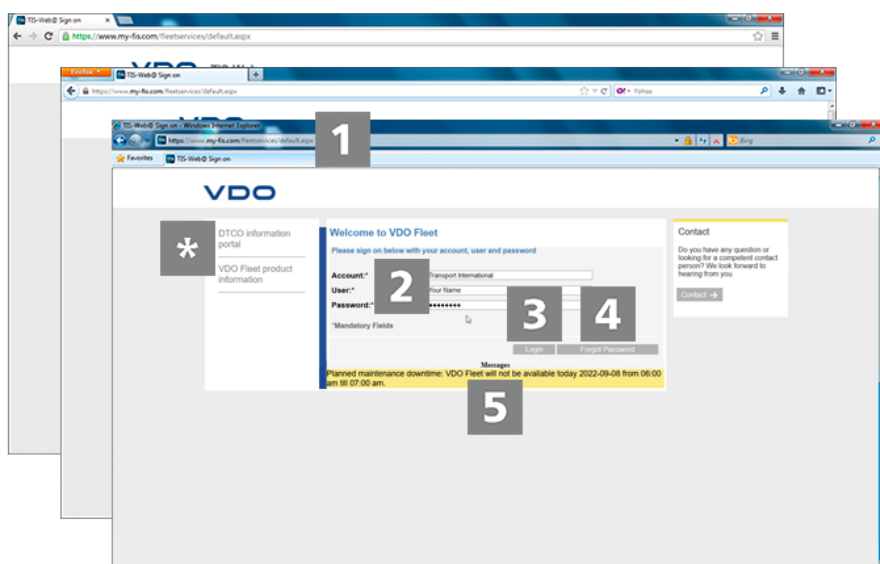 TIS-Web® Sign on
https://www.my-fis.com/fleetservices/default.aspx
VDO
Firefox
TIS-Web® Sign on
https://www.my-fis.com/fleetservices/default.aspx
Yahoo
TIS-Web® Sign on - Windows Internet Explorer
https://www.my-fis.com/fleetservices/default.aspx
Bing
1
Favorites
TIS-Web® Sign on
VDO
*
DTCO information
portal
VDO Fleet product
information
Welcome to VDO Fleet
Please sign on below with your account, user and password
Account:*
Transport International
2
User:*
Your Name
Password:*
••••••••
*Mandatory Fields
3
4
Login
Forgot Password
Messages
Planned maintenance downtime: VDO Fleet will not be available today 2022-09-08 from 06:00
am till 07:00 am.
5
Contact
Do you have any question or
looking for a competent contact
person? We look forward to
hearing from you.
Contact →